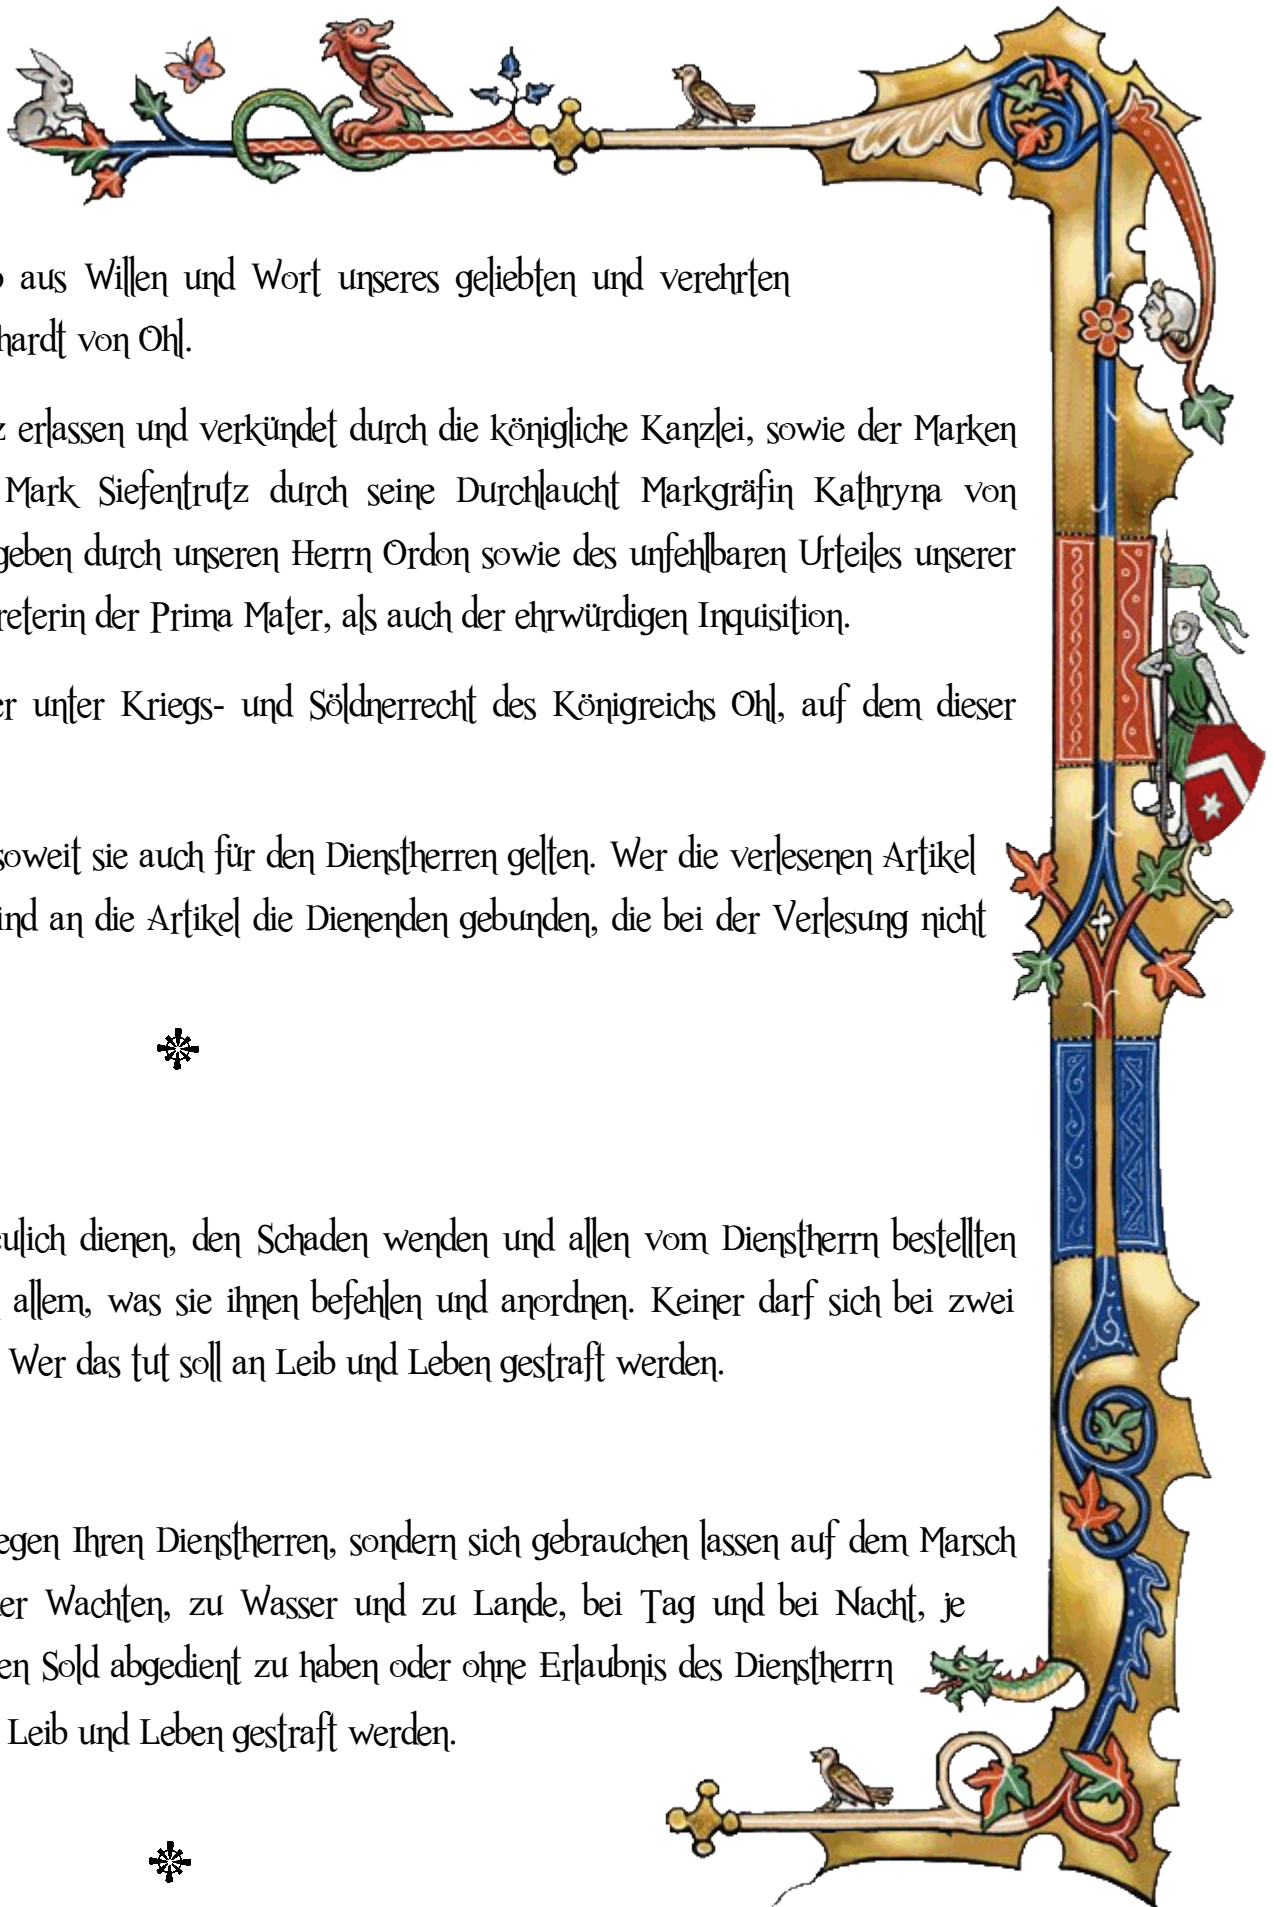 aus Willen und Wort unseres geliebten und verehrten
hardt von Ohl.
z erlassen und verkündet durch die königliche Kanzlei, sowie der Marken
Mark Siefentrutz durch seine Durchlaucht Markgräfin Kathryna von
geben durch unseren Herrn Ordon sowie des unfehlbaren Urteiles unserer
reterin der Prima Mater, als auch der ehrwürdigen Inquisition.
er unter Kriegs- und Söldnerrecht des Königreichs Ohl, auf dem dieser
soweit sie auch für den Dienstherren gelten. Wer die verlesenen Artikel
ind an die Artikel die Dienenden gebunden, die bei der Verlesung nicht
eulich dienen, den Schaden wenden und allen vom Dienstherrn bestellten
allem, was sie ihnen befehlen und anordnen. Keiner darf sich bei zwei
Wer das tut soll an Leib und Leben gestraft werden.
egen Ihren Dienstherren, sondern sich gebrauchen lassen auf dem Marsch
er Wachten, zu Wasser und zu Lande, bei Tag und bei Nacht, je
en Sold abgedient zu haben oder ohne Erlaubnis des Dienstherrn
Leib und Leben gestraft werden.